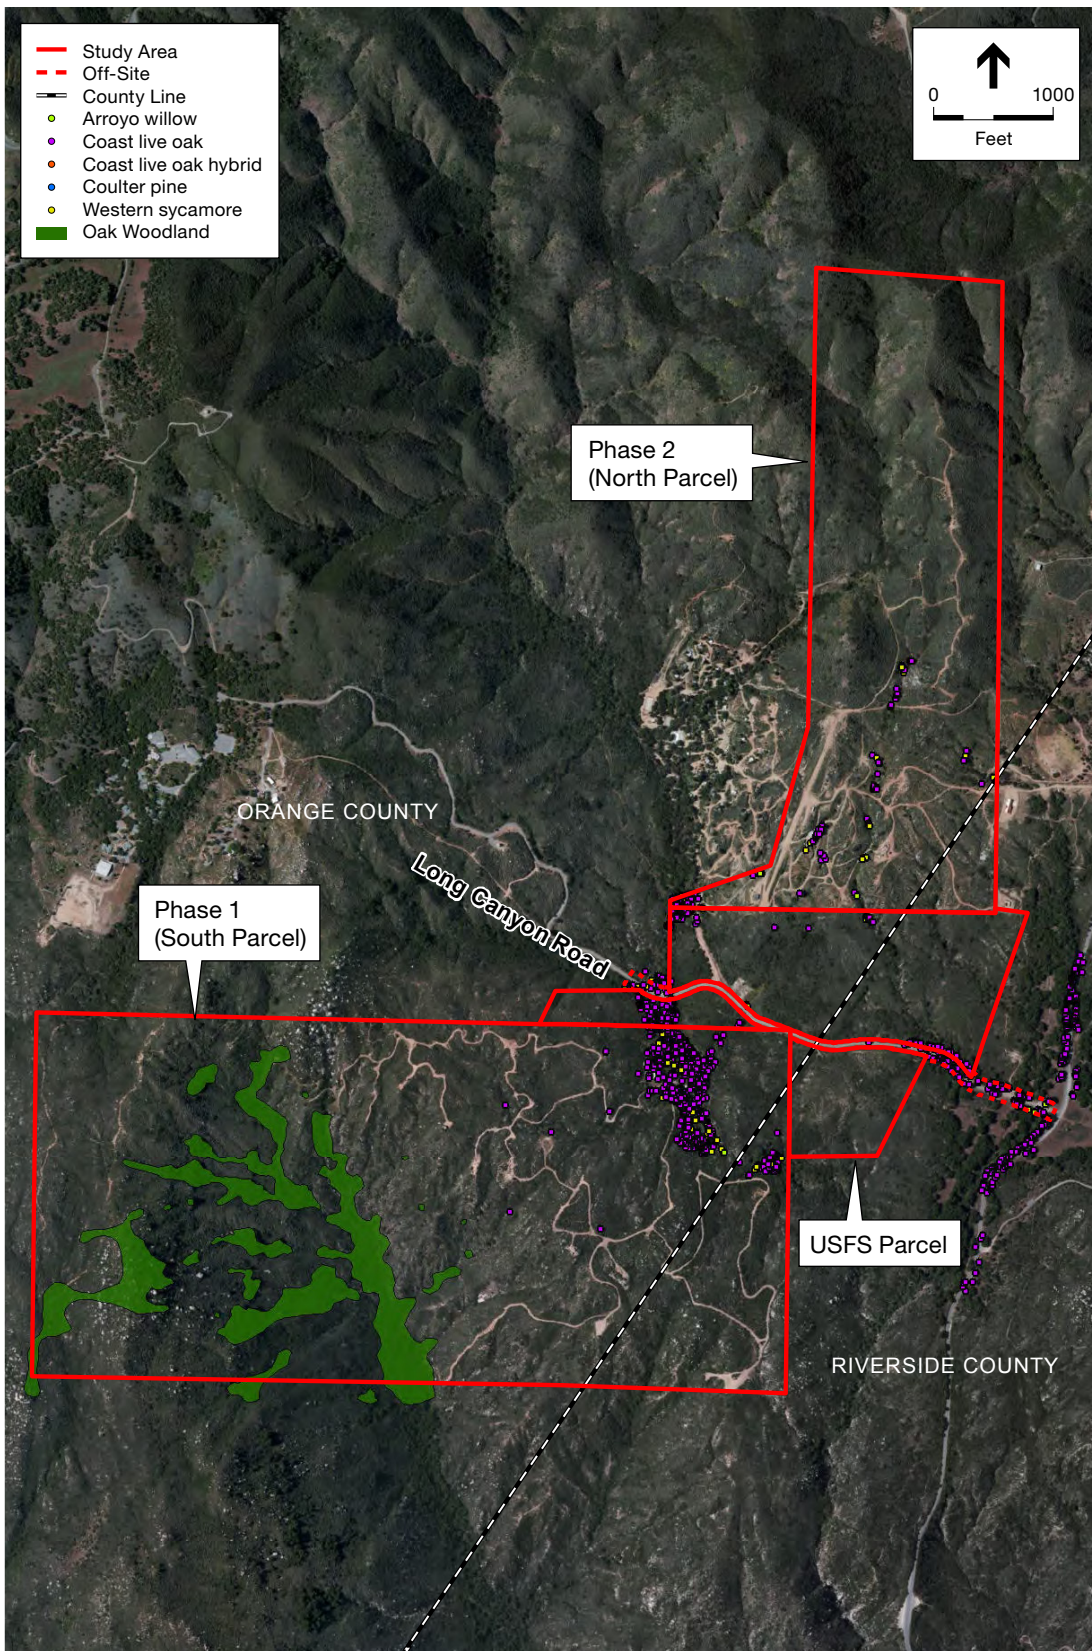 Study Area
Off-Site
County Line
Arroyo willow
Coast live oak
Coast live oak hybrid
Coulter pine
Western sycamore
Oak Woodland
0 1000
Feet
Phase 2
(North Parcel)
ORANGE COUNTY
Long Canyon Road
Phase 1
(South Parcel)
USFS Parcel
RIVERSIDE COUNTY